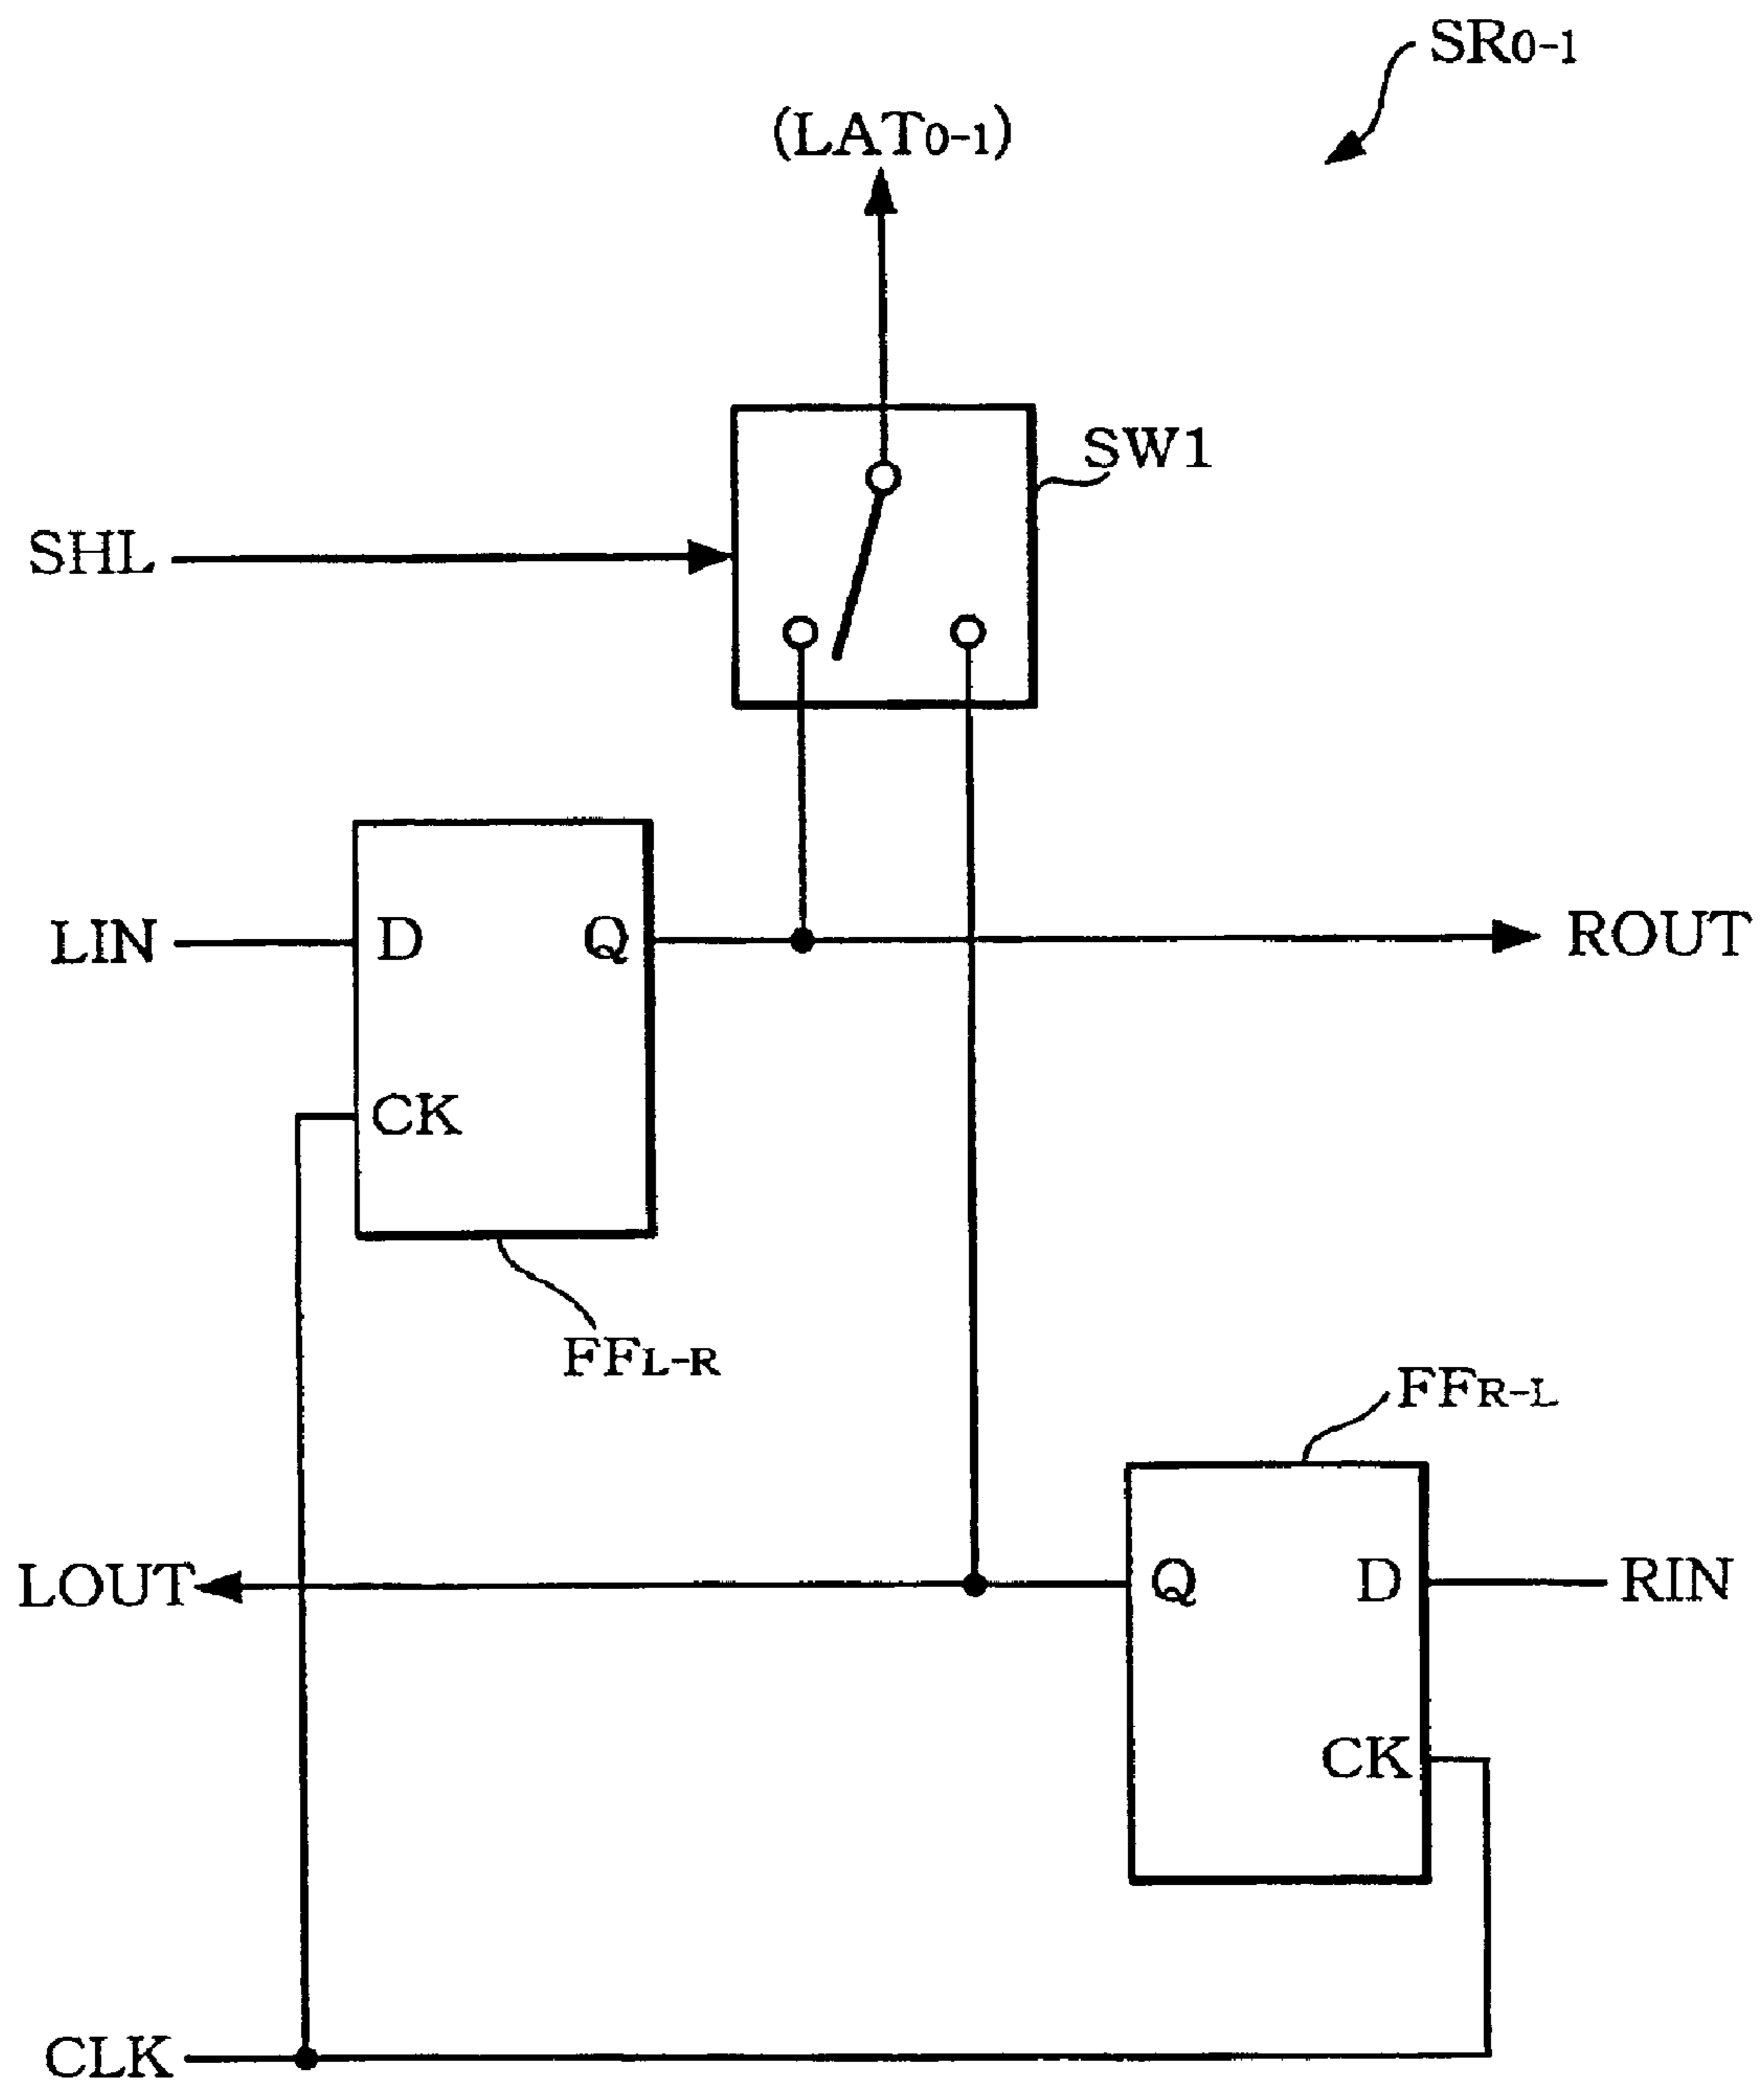 SR0-1
(LAT0-1)
SW1
SHL
LIN
D
Q
ROUT
CK
FFL-R
FFR-L
LOUT
Q
D
RIN
CK
CLK